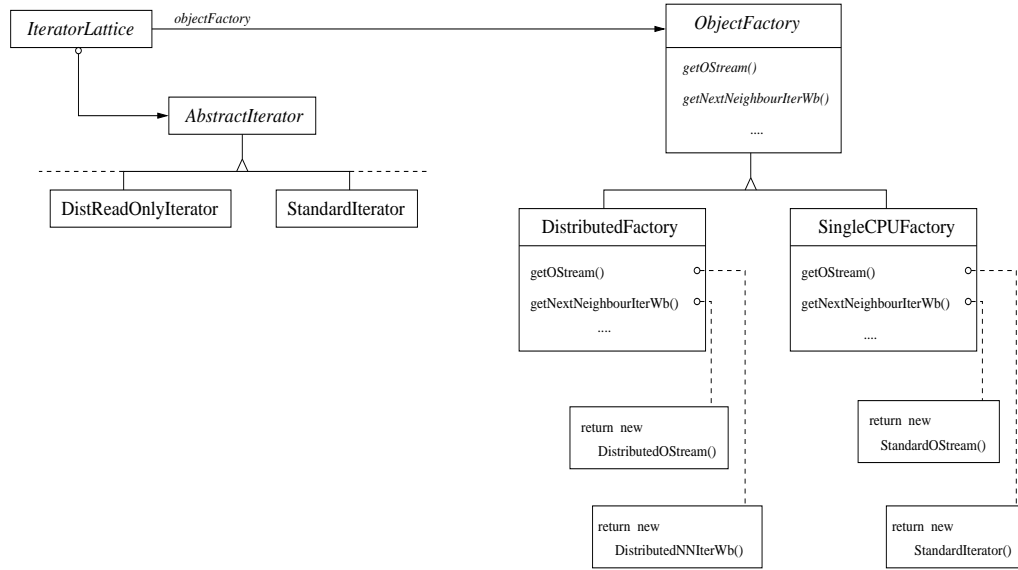 IteratorLattice
objectFactory
ObjectFactory
getOStream()
getNextNeighbourIterWb()
....
AbstractIterator
DistReadOnlyIterator
StandardIterator
DistributedFactory
getOStream()
getNextNeighbourIterWb()
....
SingleCPUFactory
getOStream()
getNextNeighbourIterWb()
....
return new
DistributedOStream()
return new
StandardOStream()
return new
DistributedNNIterWb()
return new
StandardIterator()